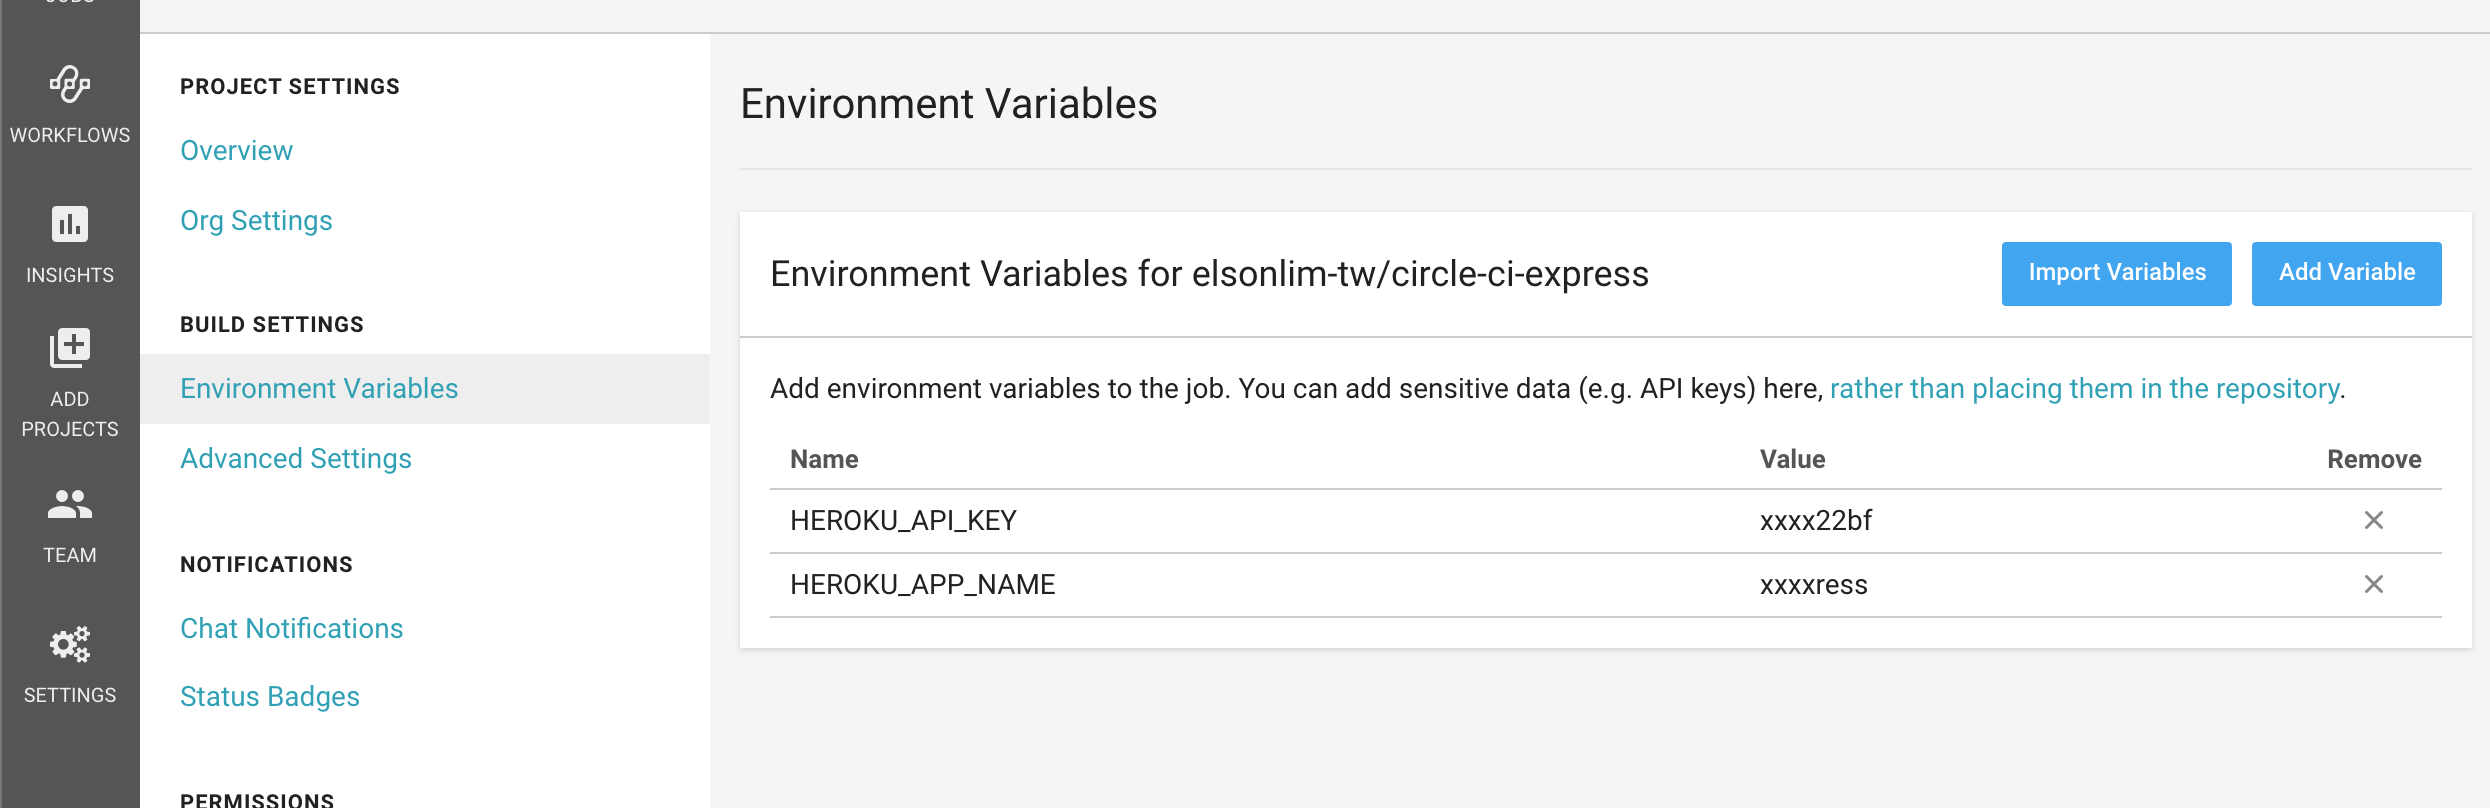 JOBS
WORKFLOWS
INSIGHTS
ADD
PROJECTS
TEAM
SETTINGS
PROJECT SETTINGS
Overview
Org Settings
BUILD SETTINGS
Environment Variables
Advanced Settings
NOTIFICATIONS
Chat Notifications
Status Badges
PERMISSIONS
Environment Variables
Environment Variables for elsonlim-tw/circle-ci-express
Import Variables
Add Variable
Add environment variables to the job. You can add sensitive data (e.g. API keys) here, rather than placing them in the repository.
Name Value Remove
HEROKU_API_KEY xxxx22bf
HEROKU_APP_NAME xxxxress